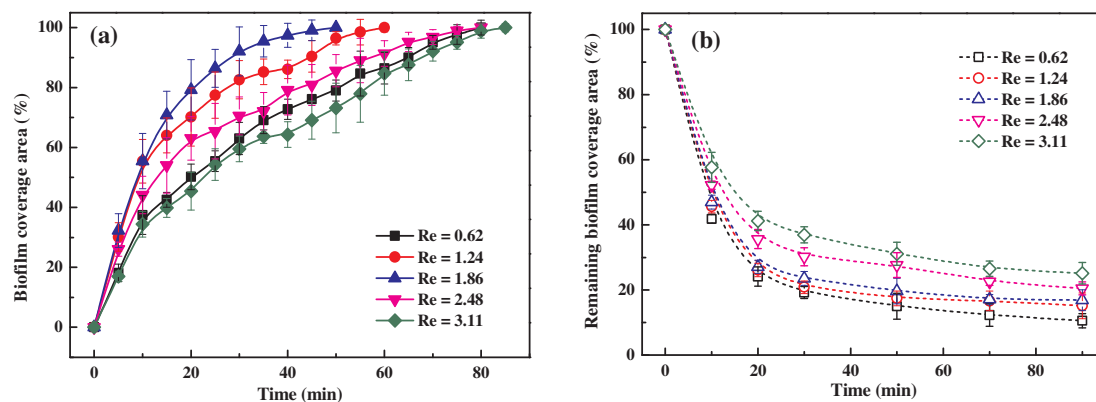 (a)
Biofilm coverage area (%)
100
80
60
40
20
0
Re = 0.62
Re = 1.24
Re = 1.86
Re = 2.48
Re = 3.11
0 20 40 60 80
Time (min)
(b)
Remaining biofilm coverage area (%)
100
80
60
40
20
0
Re = 0.62
Re = 1.24
Re = 1.86
Re = 2.48
Re = 3.11
0 20 40 60 80
Time (min)